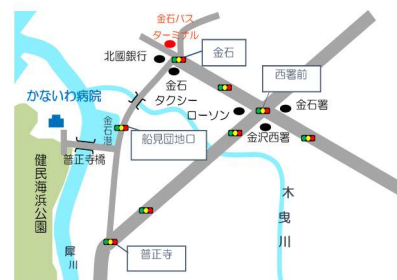 金石バス
ターミナル
北國銀行
金石
金石
タクシー
西署前
かないわ病院
ローソン
金石署
金石港
船見団地口
金沢西署
普正寺橋
健民海浜公園
木曳川
普正寺
犀川